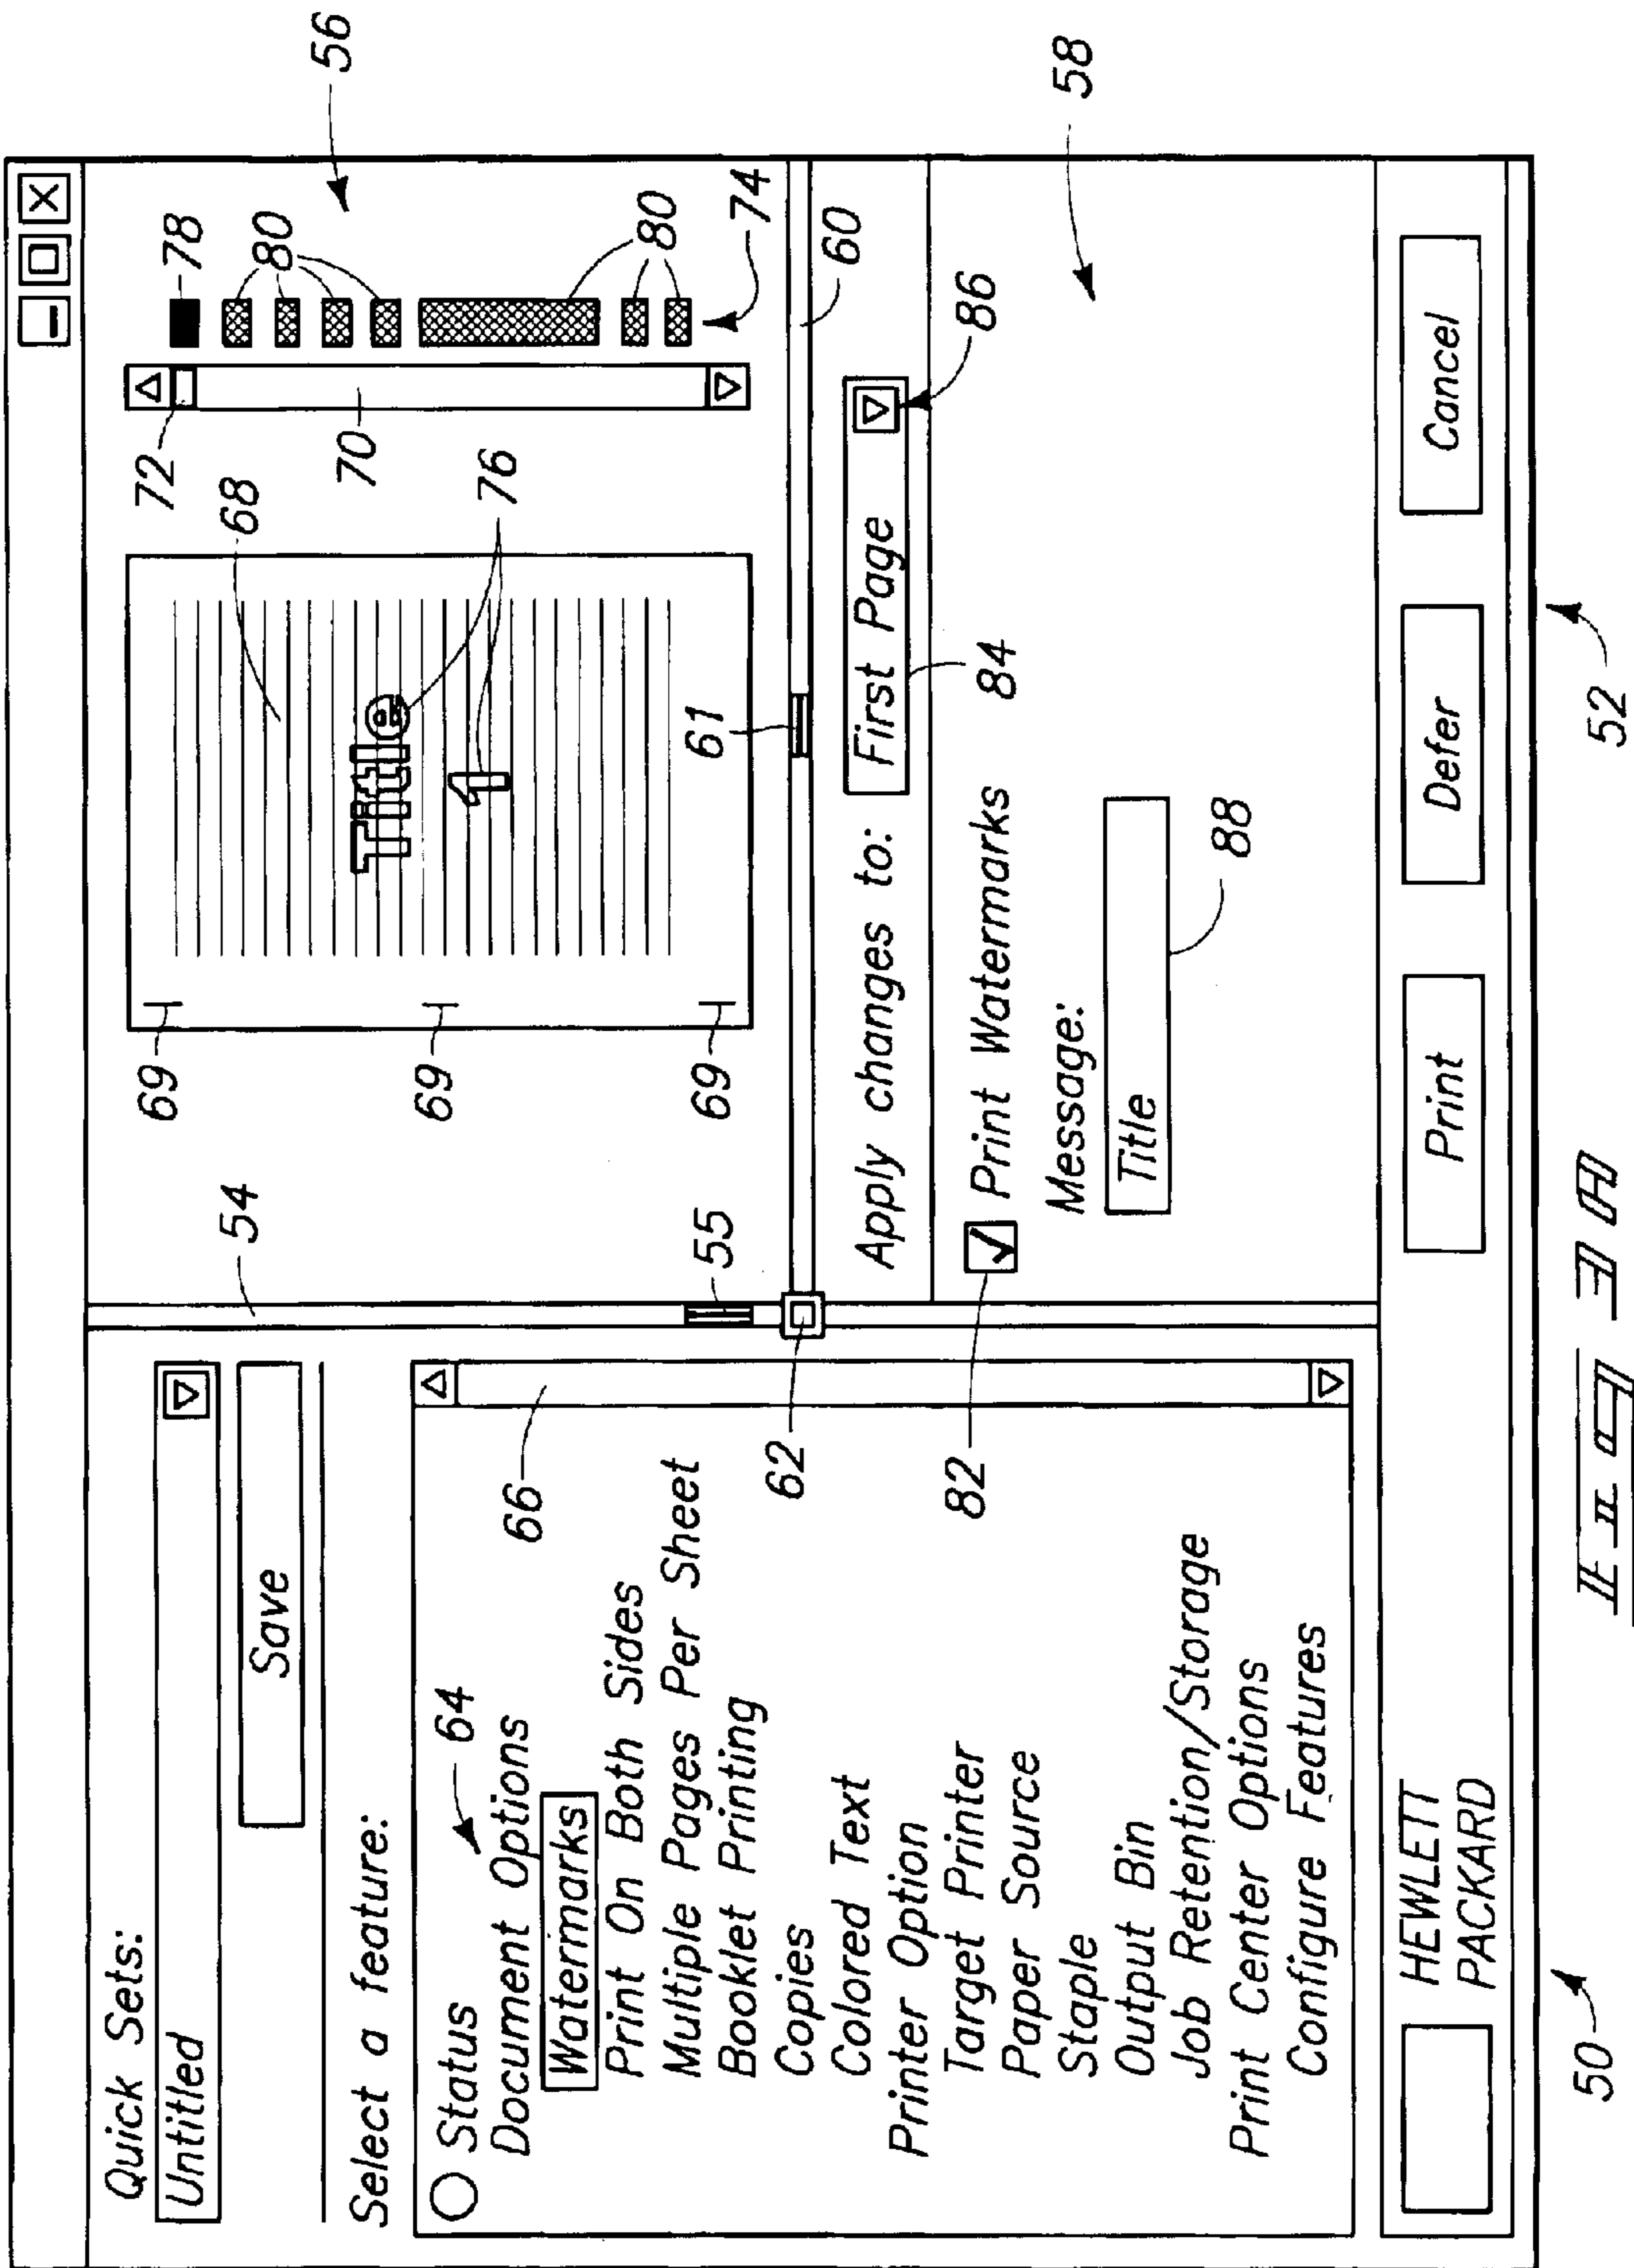 Quick Sets:
Untitled
Save
Select a feature:
Status
64
Document Options
Watermarks
Print On Both Sides
Multiple Pages Per Sheet
Booklet Printing
Copies
Colored Text
Printer Option
Target Printer
Paper Source
Staple
Output Bin
Job Retention/Storage
Print Center Options
Configure Features
66
54
55
62
69
69
69
68
Title
1
76
72
70
78
80
80
74
56
61
60
Apply changes to: First Page
86
84
82
Print Watermarks
Message:
Title
88
58
HEWLETT
PACKARD
Print
Defer
Cancel
50
52
Fig 3A